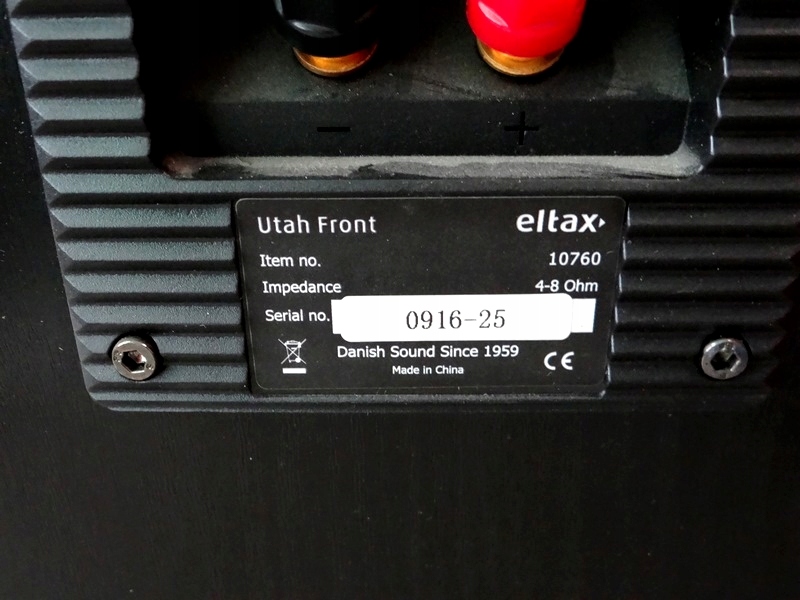 − +
Utah Front eltax
Item no. 10760
Impedance 4-8 Ohm
Serial no. 0916-25
Danish Sound Since 1959
Made in China
CE